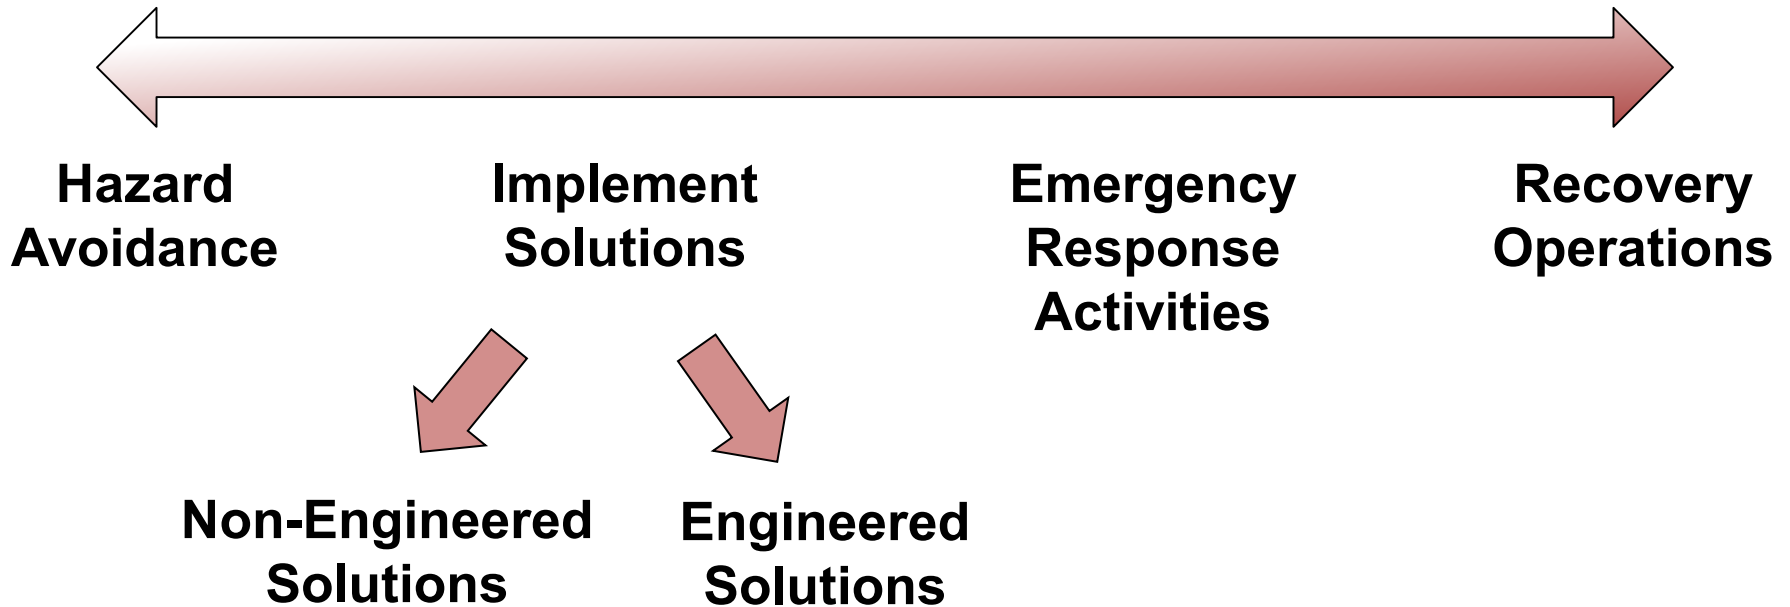 Hazard
Avoidance
Implement
Solutions
Emergency
Response
Activities
Recovery
Operations
Non-Engineered
Solutions
Engineered
Solutions